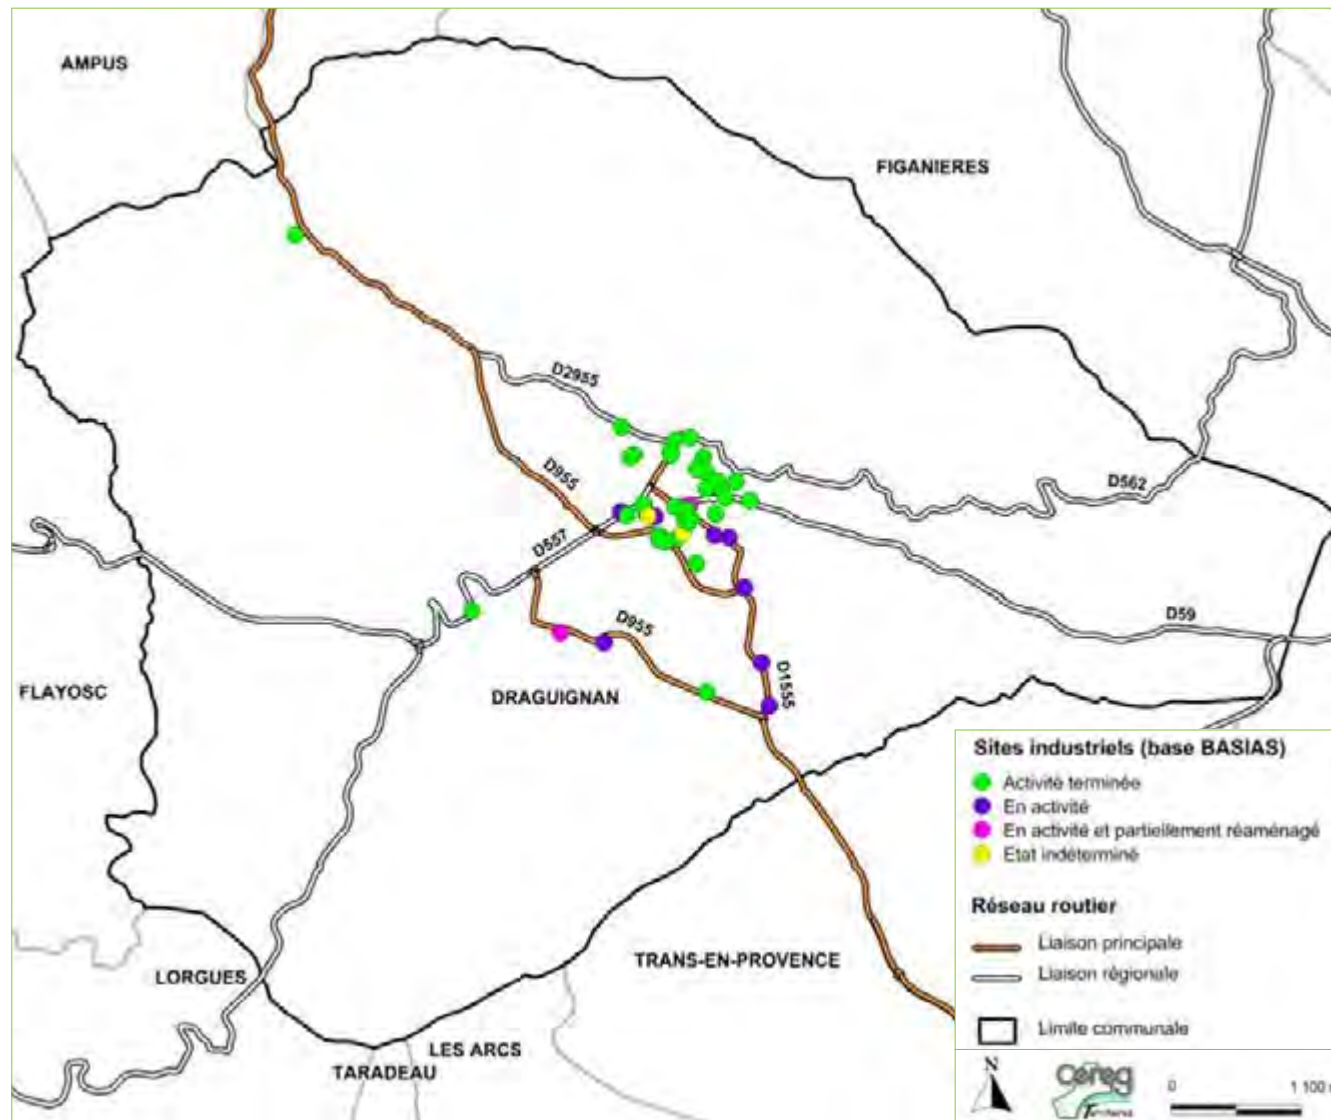 AMPUS
FIGANIERES
D2955
D955
D562
D557
D59
D955
FLAYOSC
DRAGUIGNAN
D1555
Sites industriels (base BASIAS)
Activité terminée
En activité
En activité et partiellement réaménagé
Etat indéterminé
Réseau routier
Liaison principale
Liaison régionale
Limite communale
TRANS-EN-PROVENCE
LORGUES
LES ARCS
TARADEAU
N
Cereg
0 1 100